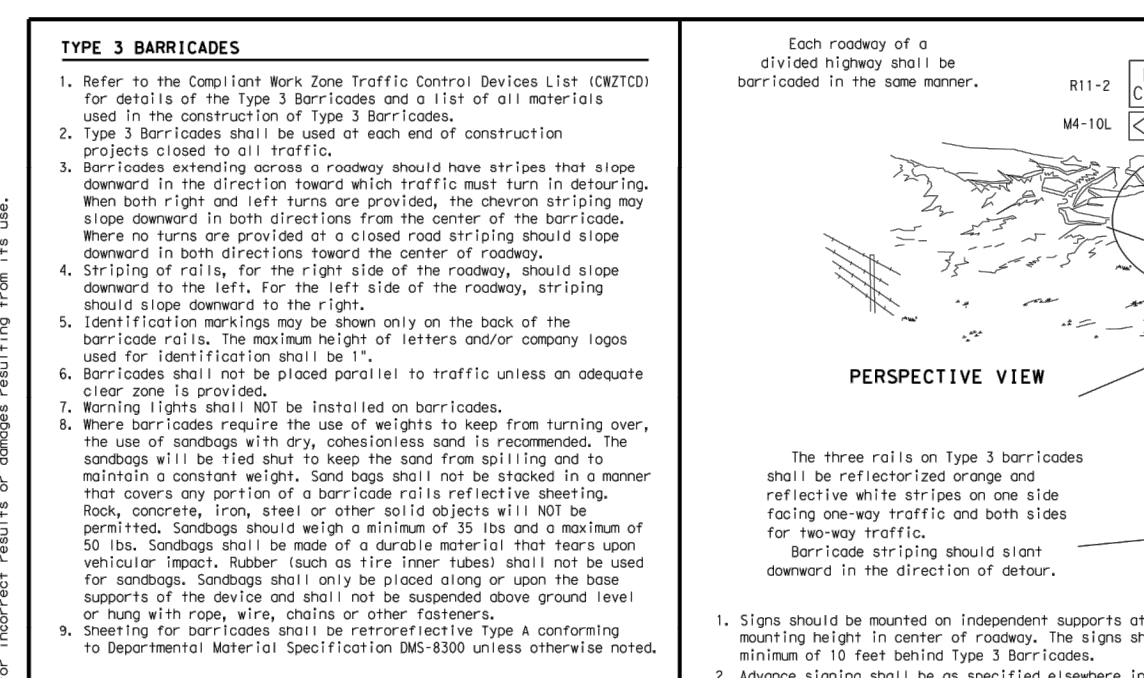 TYPE 3 BARRICADES
1. Refer to the Compliant Work Zone Traffic Control Devices List (CWZTCD)
for details of the Type 3 Barricades and a list of all materials
used in the construction of Type 3 Barricades.
2. Type 3 Barricades shall be used at each end of construction
projects closed to all traffic.
3. Barricades extending across a roadway should have stripes that slope
downward in the direction toward which traffic must turn in detouring.
When both right and left turns are provided, the chevron striping may
slope downward in both directions from the center of the barricade.
Where no turns are provided at a closed road striping should slope
downward in both directions toward the center of roadway.
4. Striping of rails, for the right side of the roadway, should slope
downward to the left. For the left side of the roadway, striping
should slope downward to the right.
5. Identification markings may be shown only on the back of the
barricade rails. The maximum height of letters and/or company logos
used for identification shall be 1".
6. Barricades shall not be placed parallel to traffic unless an adequate
clear zone is provided.
7. Warning lights shall NOT be installed on barricades.
8. Where barricades require the use of weights to keep from turning over,
the use of sandbags with dry, cohesionless sand is recommended. The
sandbags will be tied shut to keep the sand from spilling and to
maintain a constant weight. Sand bags shall not be stacked in a manner
that covers any portion of a barricade rails reflective sheeting.
Rock, concrete, iron, steel or other solid objects will NOT be
permitted. Sandbags should weigh a minimum of 35 lbs and a maximum of
50 lbs. Sandbags shall be made of a durable material that tears upon
vehicular impact. Rubber (such as tire inner tubes) shall not be used
for sandbags. Sandbags shall only be placed along or upon the base
supports of the device and shall not be suspended above ground level
or hung with rope, wire, chains or other fasteners.
9. Sheeting for barricades shall be retroreflective Type A conforming
to Departmental Material Specification DMS-8300 unless otherwise noted.
Each roadway of a
divided highway shall be
barricaded in the same manner.
R11-2
M4-10L
PERSPECTIVE VIEW
The three rails on Type 3 barricades
shall be reflectorized orange and
reflective white stripes on one side
facing one-way traffic and both sides
for two-way traffic.
Barricade striping should slant
downward in the direction of detour.
1. Signs should be mounted on independent supports at
mounting height in center of roadway. The signs
minimum of 10 feet behind Type 3 Barricades.
2. Advance signing shall be as specified elsewhere in
or incorrect results or damages resulting from its use.